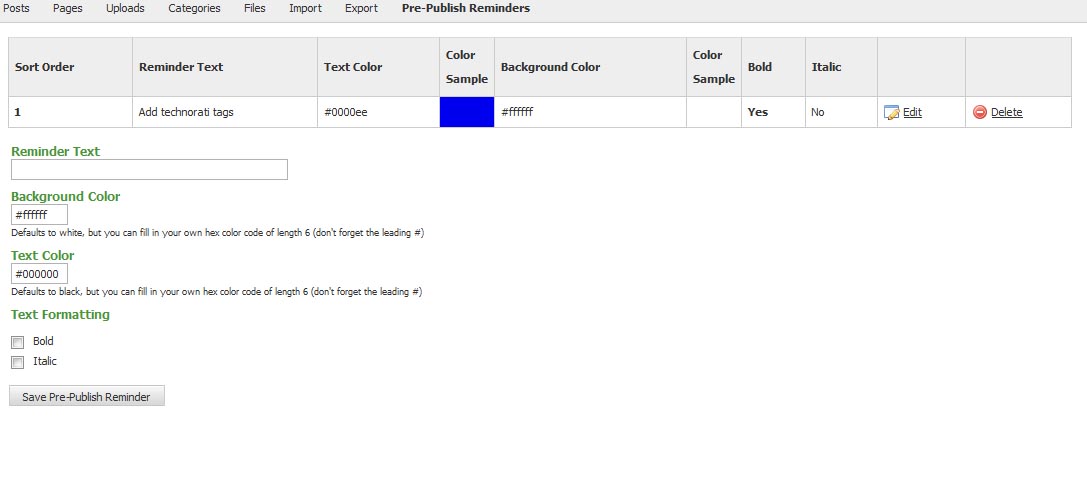 Posts Pages Uploads Categories Files Import Export Pre-Publish Reminders
Sort Order Reminder Text Text Color Color Sample Background Color Color Sample Bold Italic
1 Add technorati tags #0000ee #ffffff Yes No Edit Delete
Reminder Text
Background Color
#ffffff
Defaults to white, but you can fill in your own hex color code of length 6 (don't forget the leading #)
Text Color
#000000
Defaults to black, but you can fill in your own hex color code of length 6 (don't forget the leading #)
Text Formatting
Bold
Italic
Save Pre-Publish Reminder